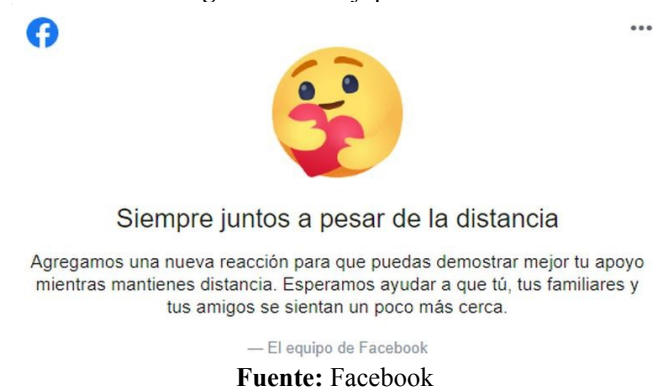 Siempre juntos a pesar de la distancia
Agregamos una nueva reacción para que puedas demostrar mejor tu apoyo
mientras mantienes distancia. Esperamos ayudar a que tú, tus familiares y
tus amigos se sientan un poco más cerca.
— El equipo de Facebook
Fuente: Facebook